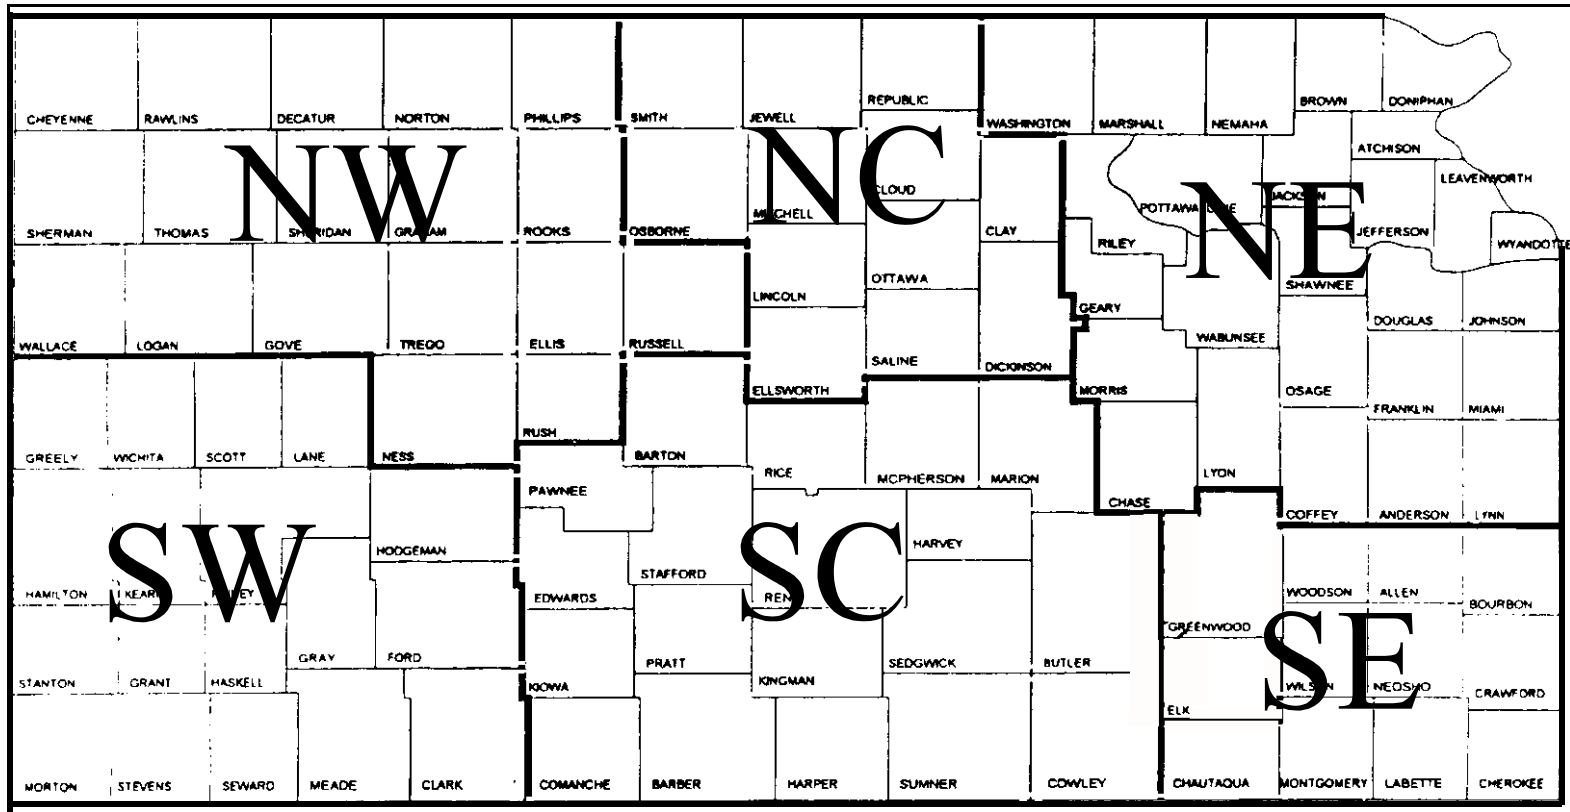 REPUBLIC
BROWN DONIPHAN
CHEYENNE RAWLINS DECATUR NORTON PHILLIPS SMITH JEWELL WASHINGTON MARSHALL NEMAHA
ATCHISON
NW NC NE
LEAVENWORTH
CLOUD JACKSON
MITCHELL POTTAWATOMIE
SHERMAN THOMAS SHERIDAN GRAHAM ROOKS OSBORNE CLAY RILEY JEFFERSON WYANDOTTE
OTTAWA SHAWNEE
LINCOLN GEARY
DOUGLAS JOHNSON
WALLACE LOGAN GOVE TREGO ELLIS RUSSELL WABUNSEE
SALINE DICKINSON
ELLSWORTH MORRIS OSAGE
FRANKLIN MIAMI
RUSH
GREELY WICHITA SCOTT LANE NESS BARTON
RICE MCPHERSON MARION LYON
PAWNEE
CHASE
COFFEY ANDERSON LYNN
SW SC
HODGEMAN HARVEY
STAFFORD
HAMILTON EDWARDS WOODSON ALLEN
BOURBON
GREENWOOD
SE
GRAY FORD PRATT SEDGWICK BUTLER
STANTON GRANT HASKELL KIOWA KINGMAN WILSON NEOSHO CRAWFORD
ELK
MORTON STEVENS SEWARD MEADE CLARK COMANCHE BARBER HARPER SUMNER COWLEY CHAUTAQUA MONTGOMERY LABETTE CHEROKEE